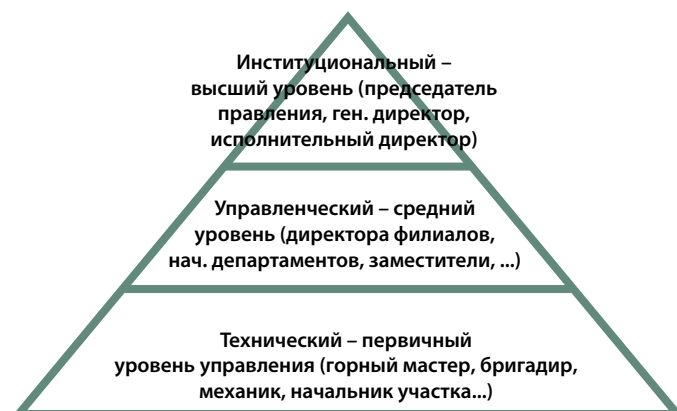 Институциональный –
высший уровень (председатель
правления, ген. директор,
исполнительный директор)
Управленческий – средний
уровень (директора филиалов,
нач. департаментов, заместители, ...)
Технический – первичный
уровень управления (горный мастер, бригадир,
механик, начальник участка...)